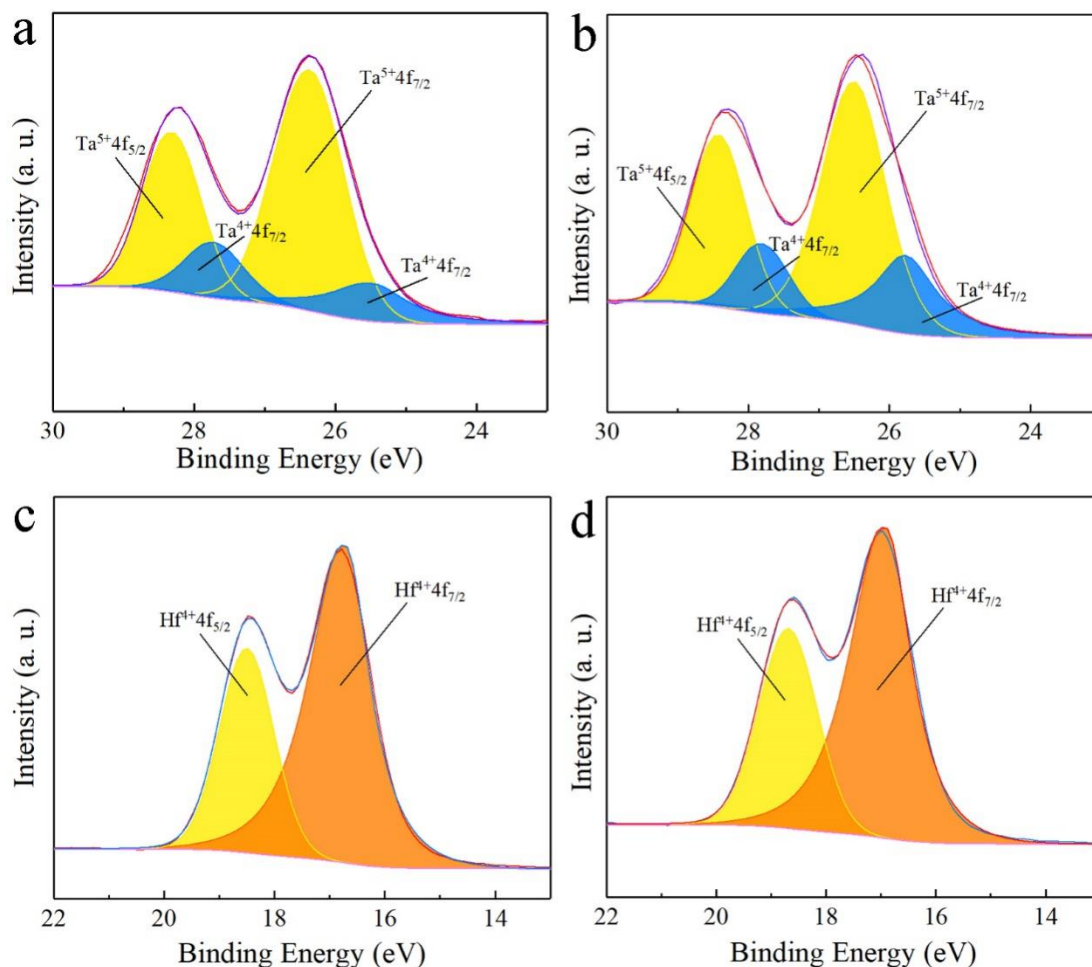 a
Ta⁵⁺4f₇/₂
Ta⁵⁺4f₅/₂
Ta⁴⁺4f₇/₂
Ta⁴⁺4f₇/₂
Intensity (a. u.)
30 28 26 24
Binding Energy (eV)
b
Ta⁵⁺4f₇/₂
Ta⁵⁺4f₅/₂
Ta⁴⁺4f₇/₂
Ta⁴⁺4f₇/₂
Intensity (a. u.)
30 28 26 24
Binding Energy (eV)
c
Hf⁴⁺4f₇/₂
Hf⁴⁺4f₅/₂
Intensity (a. u.)
22 20 18 16 14
Binding Energy (eV)
d
Hf⁴⁺4f₇/₂
Hf⁴⁺4f₅/₂
Intensity (a. u.)
22 20 18 16 14
Binding Energy (eV)